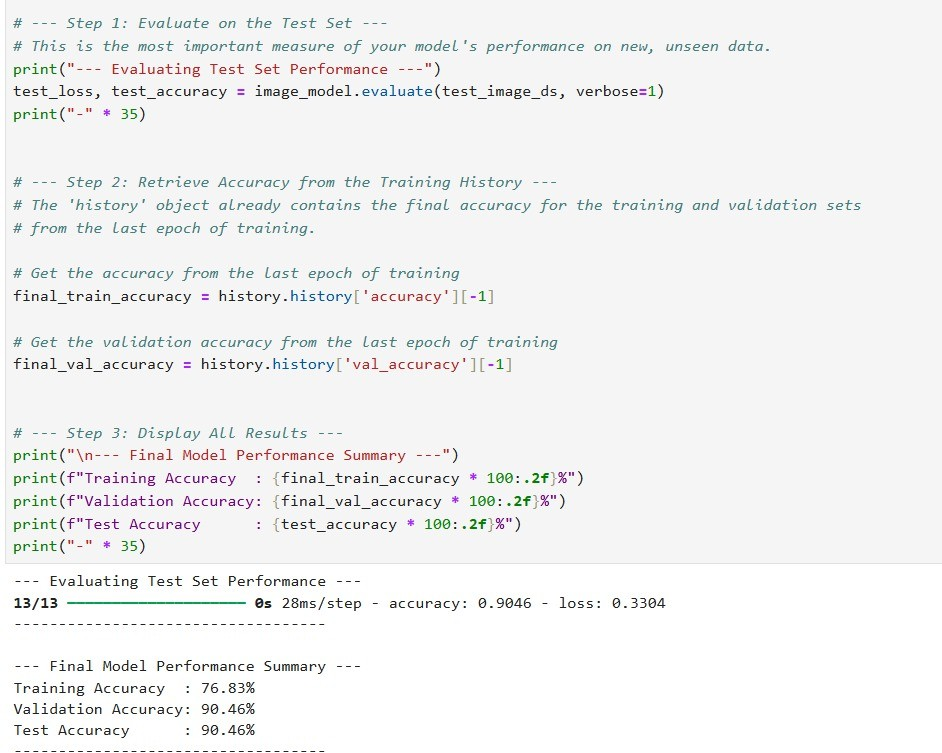 # --- Step 1: Evaluate on the Test Set ---
# This is the most important measure of your model's performance on new, unseen data.
print("--- Evaluating Test Set Performance ---")
test_loss, test_accuracy = image_model.evaluate(test_image_ds, verbose=1)
print("-" * 35)
# --- Step 2: Retrieve Accuracy from the Training History ---
# The 'history' object already contains the final accuracy for the training and validation sets
# from the last epoch of training.
# Get the accuracy from the last epoch of training
final_train_accuracy = history.history['accuracy'][-1]
# Get the validation accuracy from the last epoch of training
final_val_accuracy = history.history['val_accuracy'][-1]
# --- Step 3: Display All Results ---
print("\n--- Final Model Performance Summary ---")
print(f"Training Accuracy  : {final_train_accuracy * 100:.2f}%")
print(f"Validation Accuracy: {final_val_accuracy * 100:.2f}%")
print(f"Test Accuracy      : {test_accuracy * 100:.2f}%")
print("-" * 35)
--- Evaluating Test Set Performance ---
13/13 ━━━━━━━━━━━━━━━━━━━━ 0s 28ms/step - accuracy: 0.9046 - loss: 0.3304
-----------------------------------
--- Final Model Performance Summary ---
Training Accuracy  : 76.83%
Validation Accuracy: 90.46%
Test Accuracy      : 90.46%
-----------------------------------